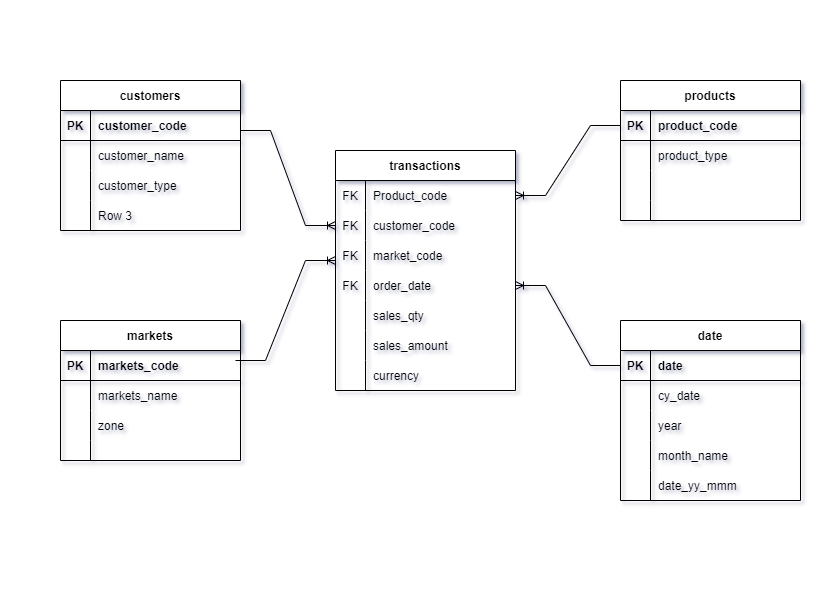 customers
PK customer_code
customer_name
customer_type
Row 3
transactions
FK Product_code
FK customer_code
FK market_code
FK order_date
sales_qty
sales_amount
currency
products
PK product_code
product_type
markets
PK markets_code
markets_name
zone
date
PK date
cy_date
year
month_name
date_yy_mmm